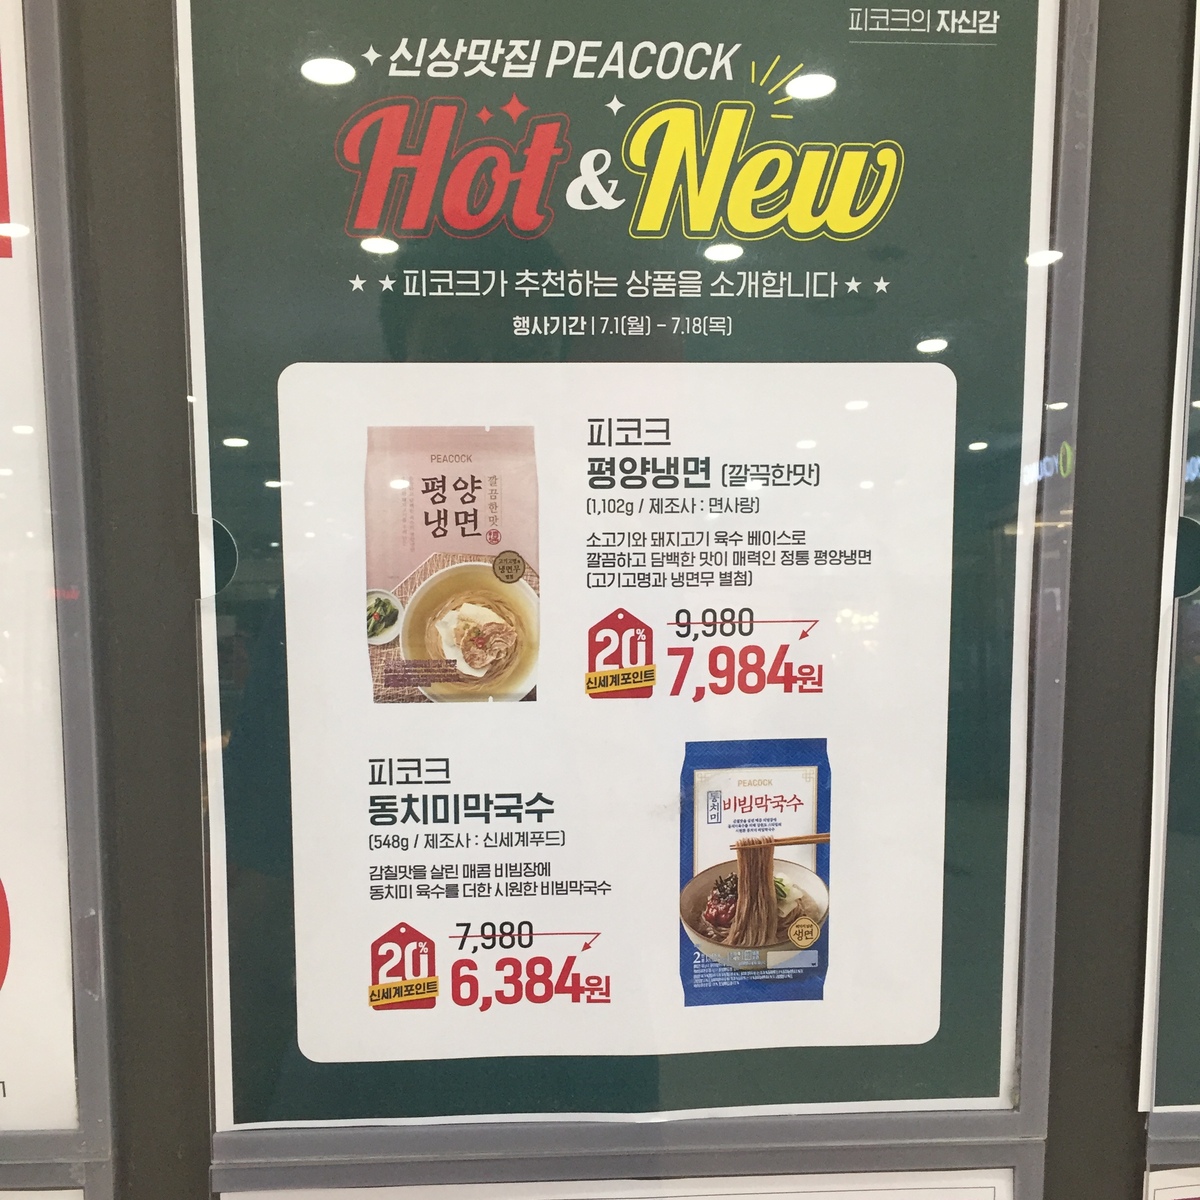 피코크의 자신감
신상맛집 PEACOCK
Hot & New
피코크가 추천하는 상품을 소개합니다
행사기간 | 7.1(월) - 7.18(목)
피코크
평양냉면 (깔끔한맛)
(1,102g / 제조사 : 면사랑)
소고기와 돼지고기 육수 베이스로
깔끔하고 담백한 맛이 매력인 정통 평양냉면
(고기고명과 냉면무 별첨)
20%
신세계포인트
9,980
7,984원
PEACOCK
평양
냉면
깔끔한맛
고기고명&
냉면무
피코크
동치미막국수
(548g / 제조사 : 신세계푸드)
감칠맛을 살린 매콤 비빔장에
동치미 육수를 더한 시원한 비빔막국수
20%
신세계포인트
7,980
6,384원
PEACOCK
동치미
비빔막국수
생면
2